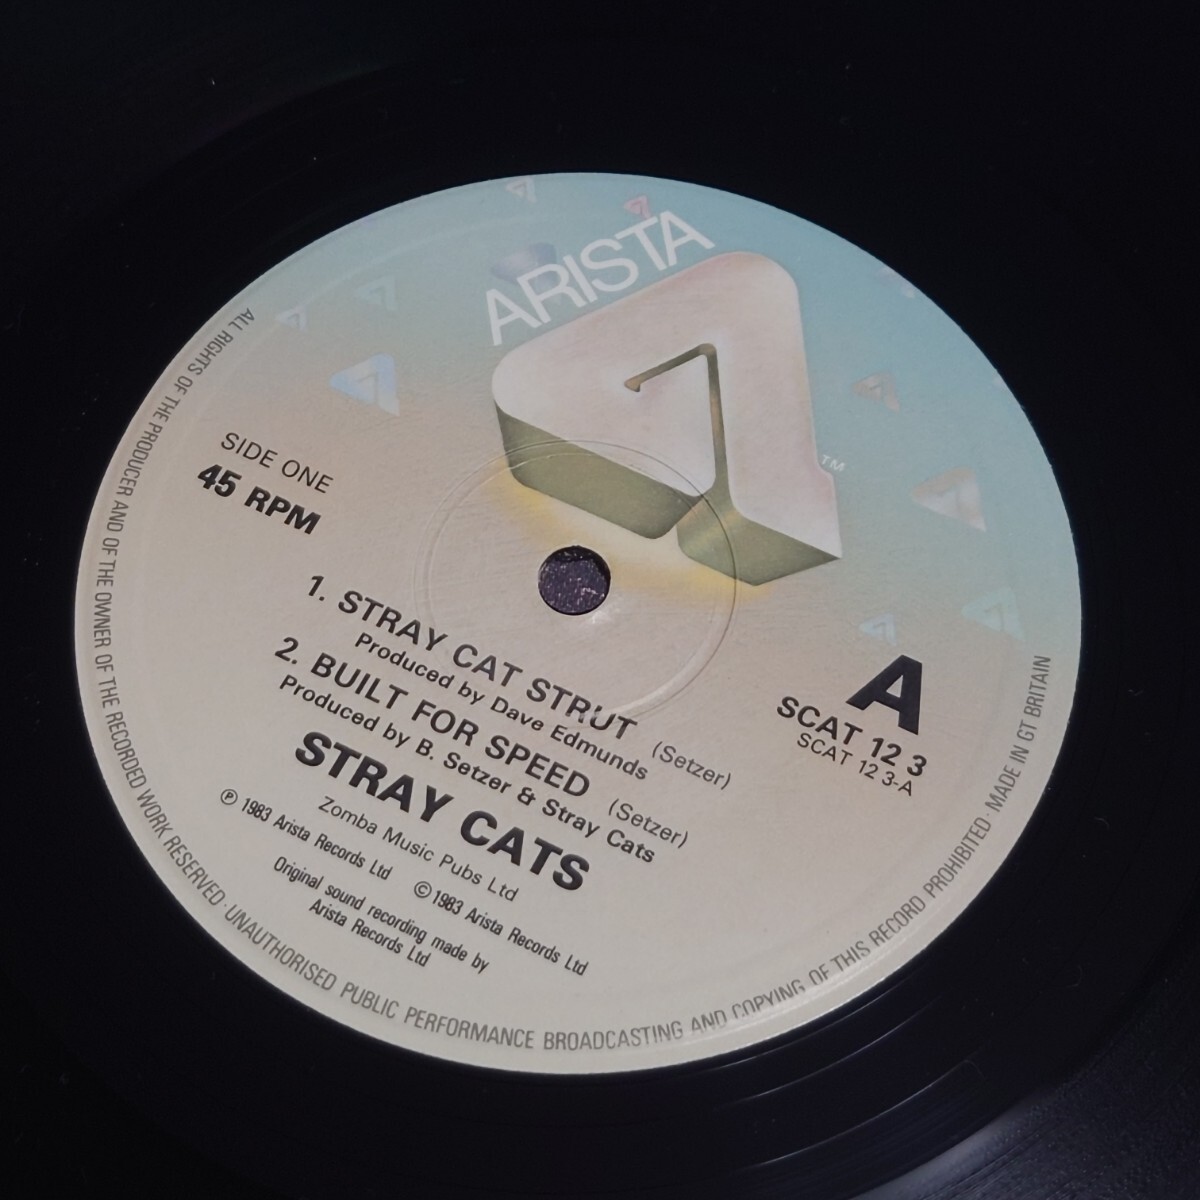 ARISTA
TM
SIDE ONE
45 RPM
A
SCAT 12 3
SCAT 12 3-A
1. STRAY CAT STRUT (Setzer)
Produced by Dave Edmunds
2. BUILT FOR SPEED (Setzer)
Produced by B. Setzer & Stray Cats
STRAY CATS
Zomba Music Pubs Ltd
℗ 1983 Arista Records Ltd © 1983 Arista Records Ltd
Original sound recording made by
Arista Records Ltd
ALL RIGHTS OF THE PRODUCER AND OF THE OWNER OF THE RECORDED WORK RESERVED · UNAUTHORISED PUBLIC PERFORMANCE BROADCASTING AND COPYING OF THIS RECORD PROHIBITED · MADE IN GT BRITAIN